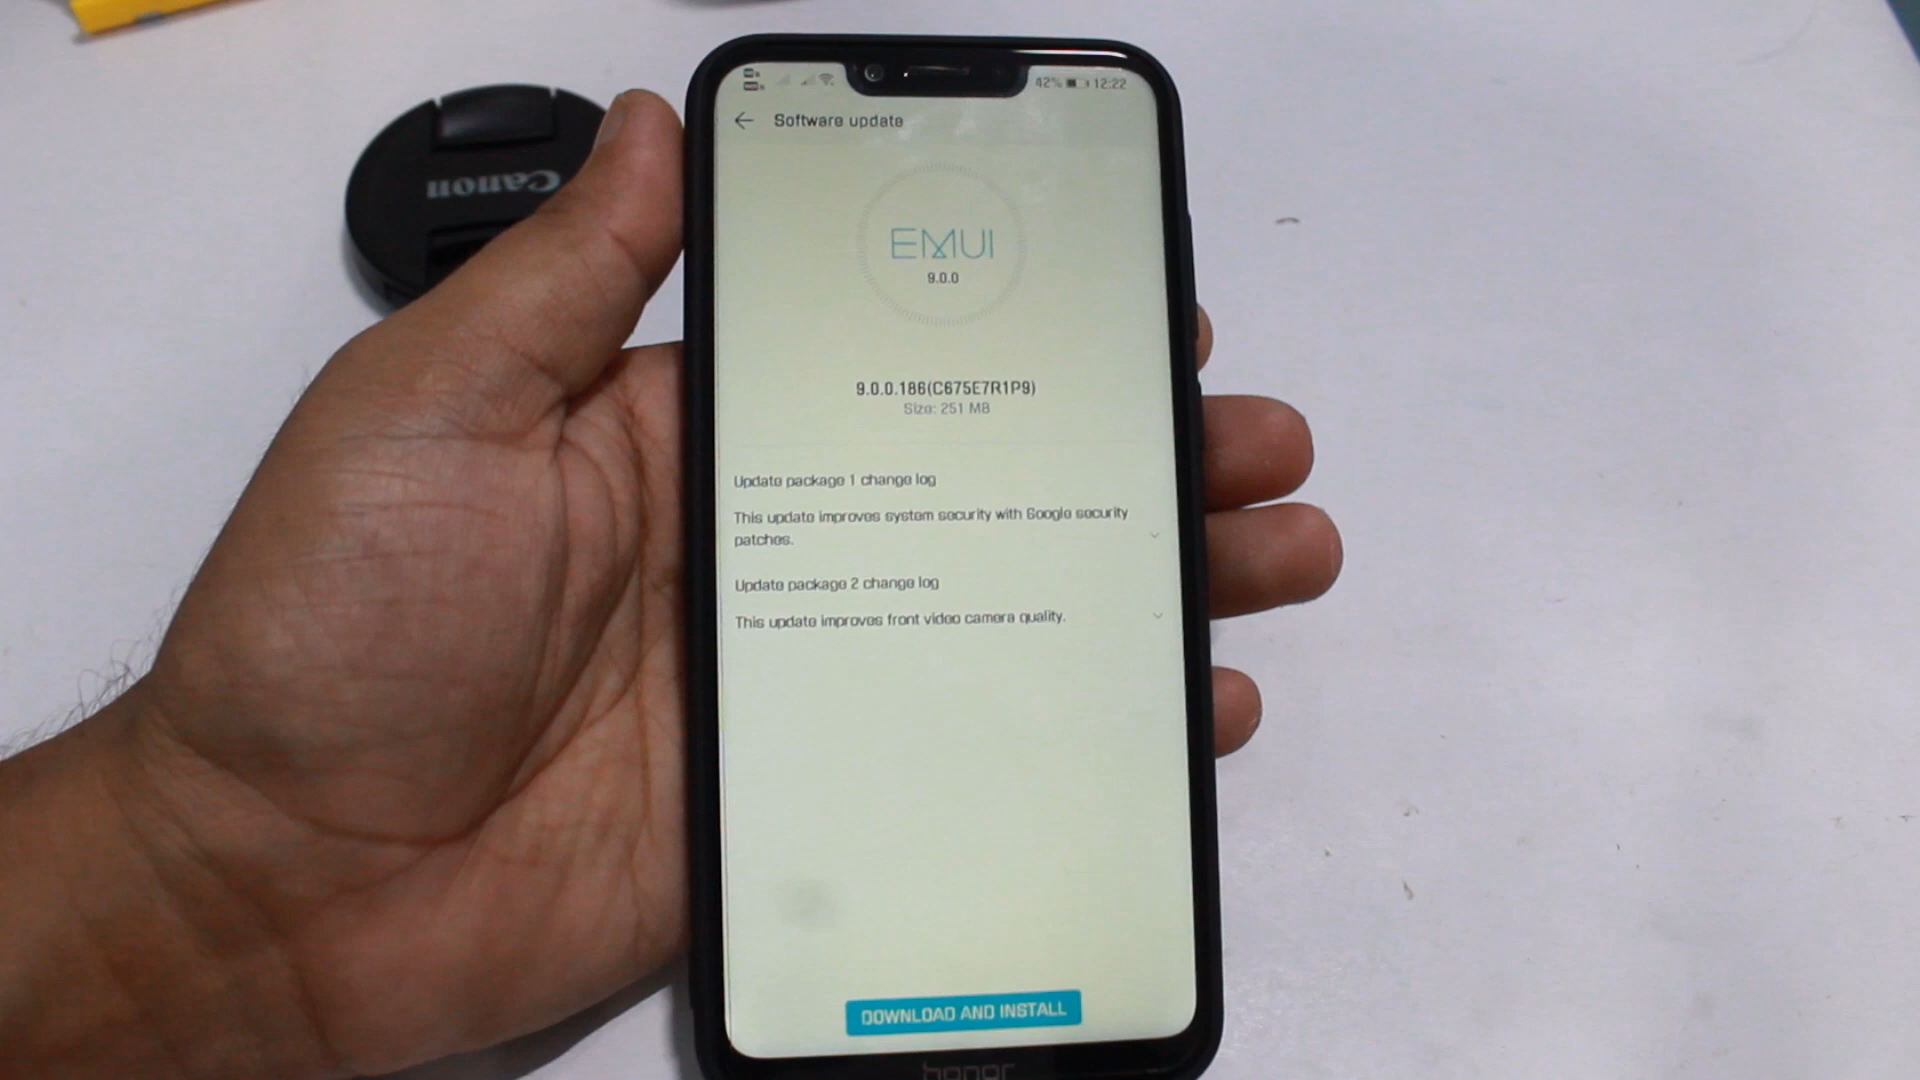 42% 12:22
Software update
Canon
EMUI
9.0.0
9.0.0.186(C675E7R1P9)
Size: 251 MB
Update package 1 change log
This update improves system security with Google security
patches.
Update package 2 change log
This update improves front video camera quality.
DOWNLOAD AND INSTALL
honor